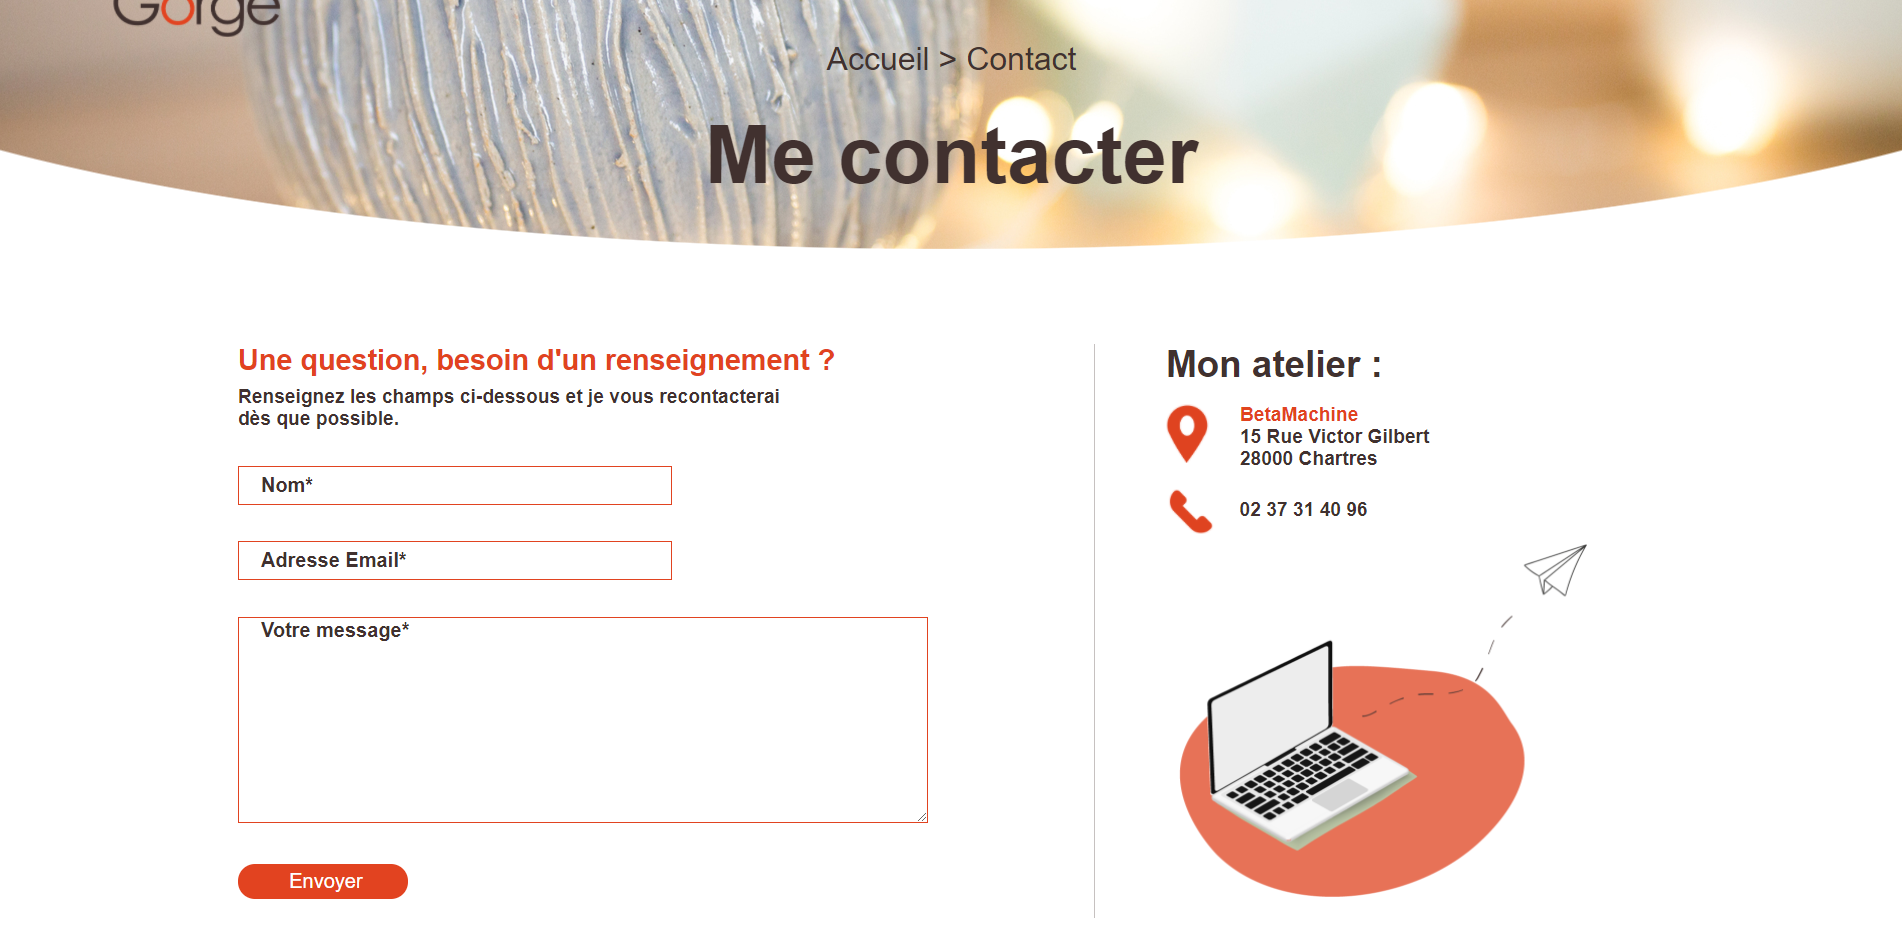 Gorge
Accueil > Contact
Me contacter
Une question, besoin d'un renseignement ?
Renseignez les champs ci-dessous et je vous recontacterai
dès que possible.
Nom*
Adresse Email*
Votre message*
Envoyer
Mon atelier :
BetaMachine
15 Rue Victor Gilbert
28000 Chartres
02 37 31 40 96